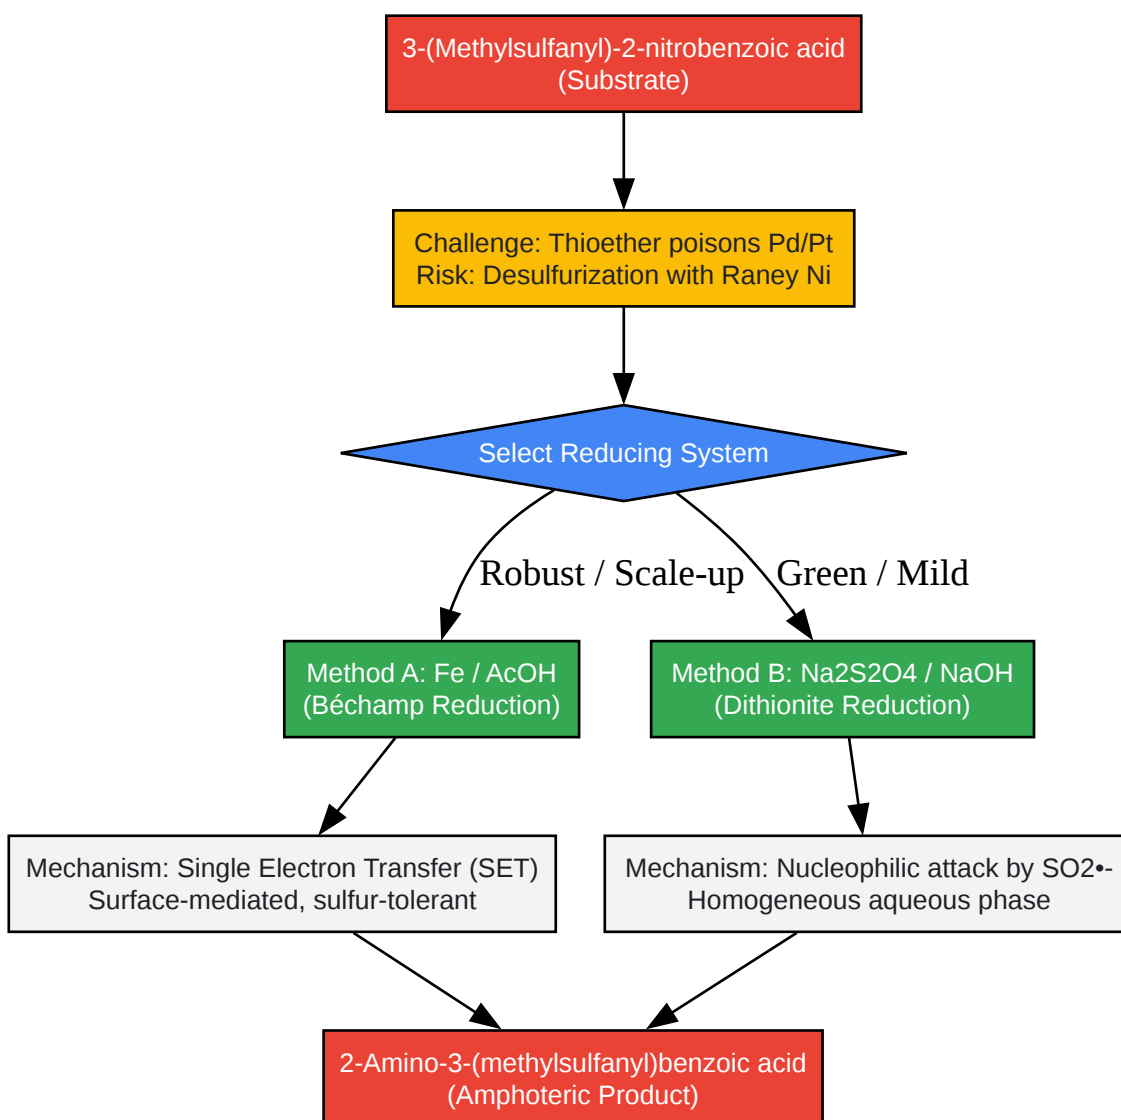 3-(Methylsulfanyl)-2-nitrobenzoic acid
(Substrate)
Challenge: Thioether poisons Pd/Pt
Risk: Desulfurization with Raney Ni
Select Reducing System
Robust / Scale-up
Green / Mild
Method A: Fe / AcOH
(Béchamp Reduction)
Method B: Na2S2O4 / NaOH
(Dithionite Reduction)
Mechanism: Single Electron Transfer (SET)
Surface-mediated, sulfur-tolerant
Mechanism: Nucleophilic attack by SO2•-
Homogeneous aqueous phase
2-Amino-3-(methylsulfanyl)benzoic acid
(Amphoteric Product)